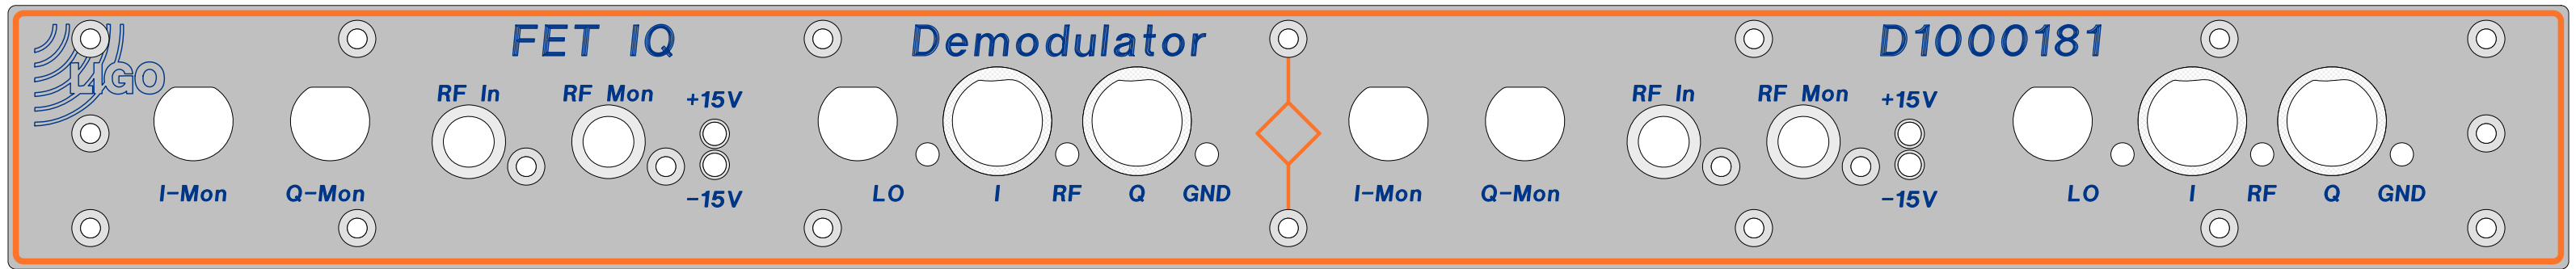 FET IQ Demodulator D1000181
LIGO
RF In RF Mon +15V RF In RF Mon +15V
I-Mon Q-Mon -15V LO I RF Q GND I-Mon Q-Mon -15V LO I RF Q GND